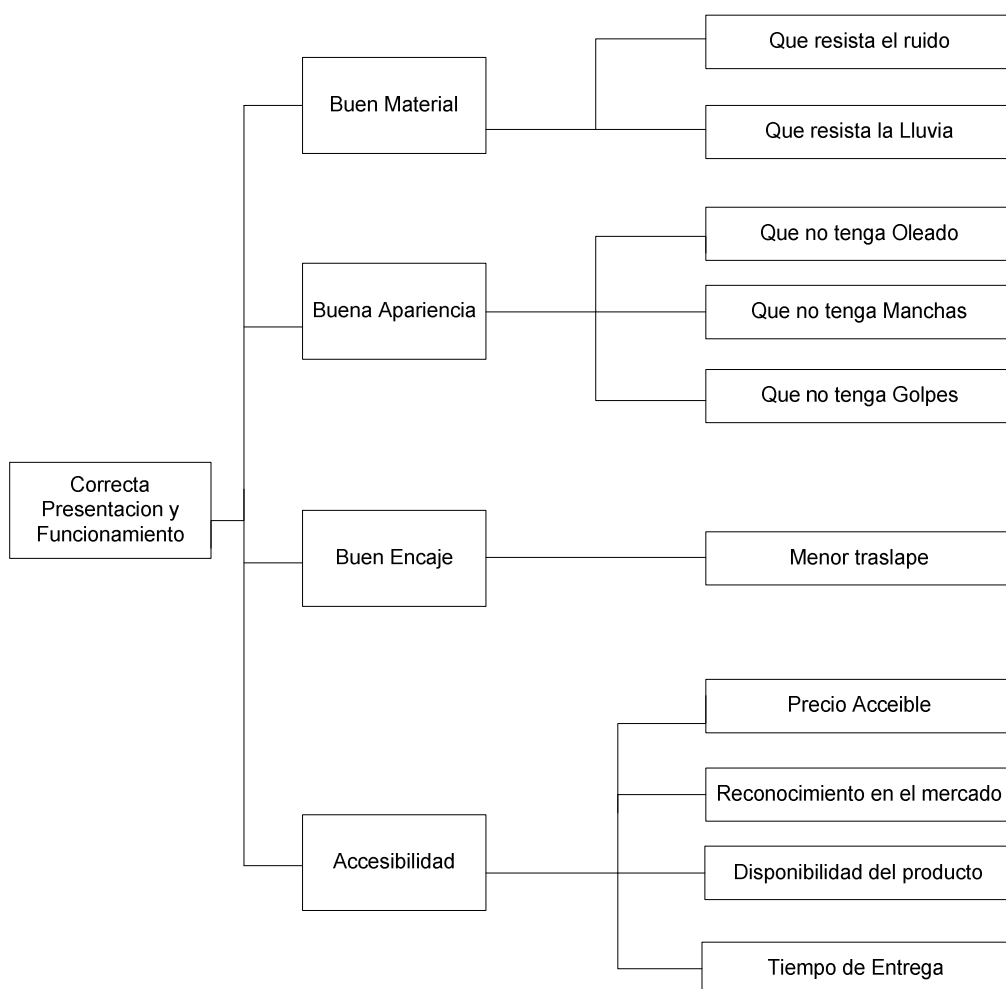 Que resista el ruido
Buen Material
Que resista la Lluvia
Que no tenga Oleado
Buena Apariencia
Que no tenga Manchas
Que no tenga Golpes
Correcta
Presentacion y
Funcionamiento
Buen Encaje
Menor traslape
Precio Acceible
Reconocimiento en el mercado
Accesibilidad
Disponibilidad del producto
Tiempo de Entrega